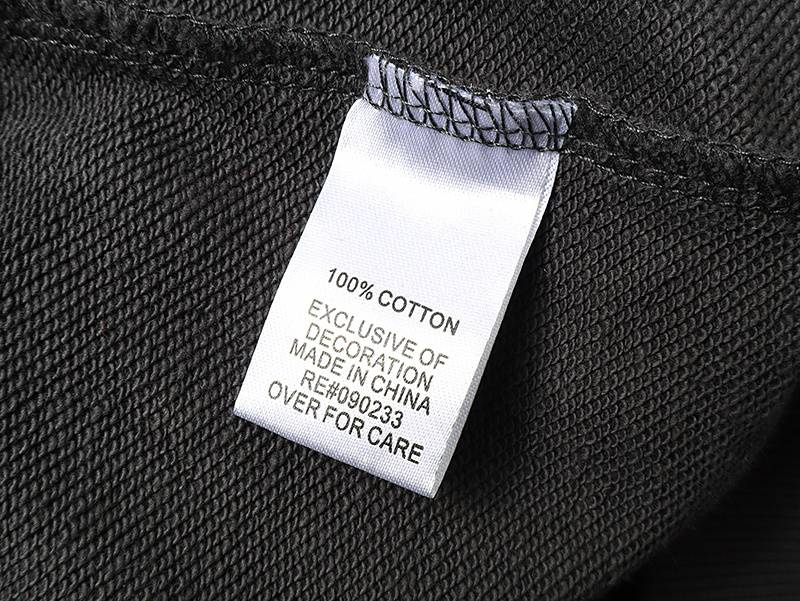 100% COTTON
EXCLUSIVE OF
DECORATION
MADE IN CHINA
RE#090233
OVER FOR CARE